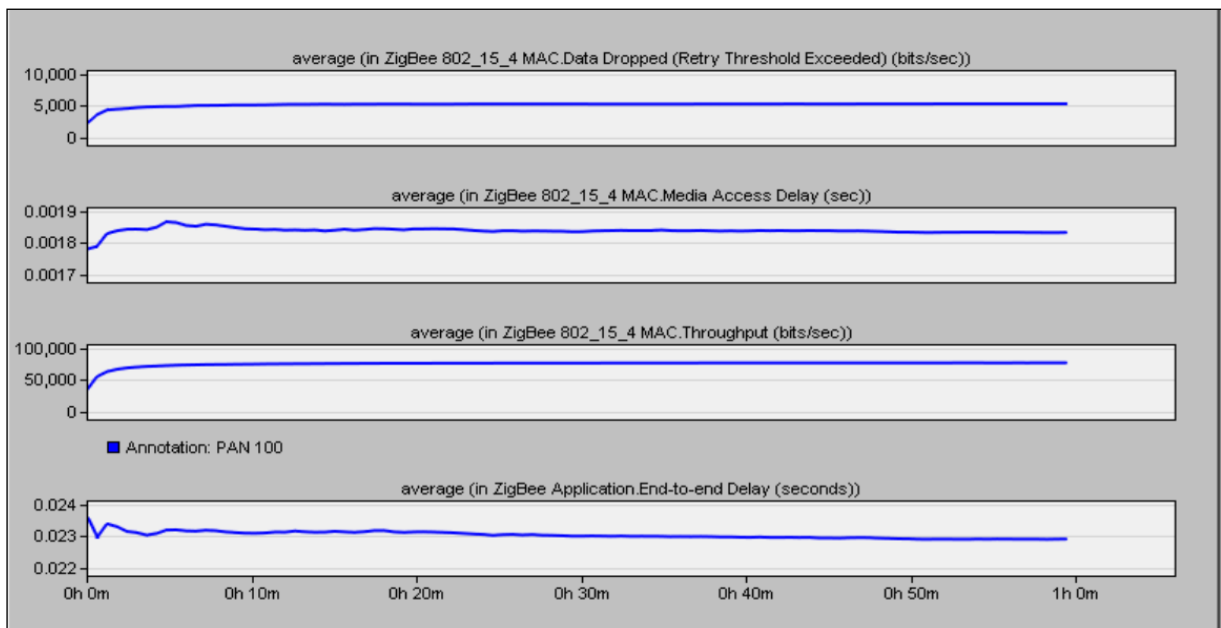 average (in ZigBee 802_15_4 MAC.Data Dropped (Retry Threshold Exceeded) (bits/sec))
10,000
5,000
0
average (in ZigBee 802_15_4 MAC.Media Access Delay (sec))
0.0019
0.0018
0.0017
average (in ZigBee 802_15_4 MAC.Throughput (bits/sec))
100,000
50,000
0
Annotation: PAN 100
average (in ZigBee Application.End-to-end Delay (seconds))
0.024
0.023
0.022
0h 0m 0h 10m 0h 20m 0h 30m 0h 40m 0h 50m 1h 0m